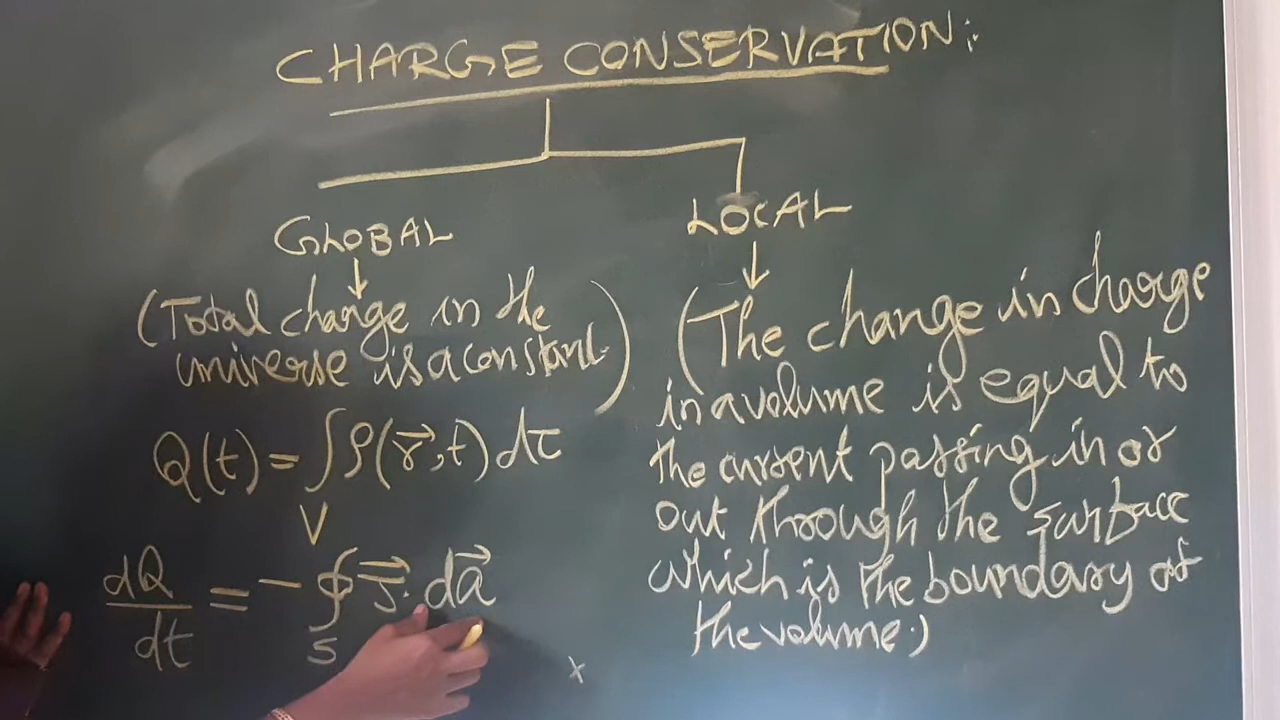 CHARGE CONSERVATION:
GLOBAL
(Total change in the
universe is a constant.)
Q(t) = ∫ ρ(r⃗,t) dτ
V
dQ/dt = - ∮ J⃗. da⃗
S
LOCAL
(The change in charge
in a volume is equal to
the current passing in or
out through the surface
which is the boundary of
the volume.)
x